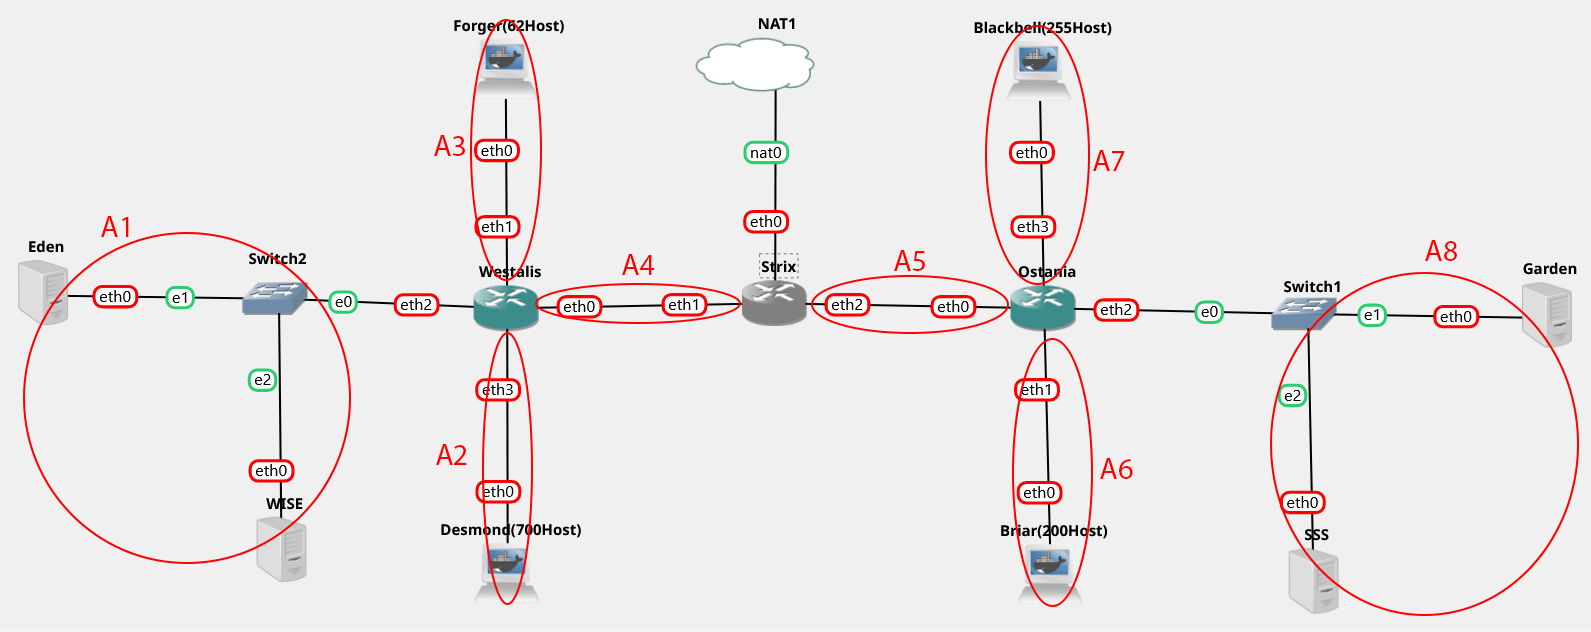 Forger(62Host)
NAT1
Blackbell(255Host)
A3
eth0
nat0
eth0
A7
eth1
eth0
eth3
A1
Eden
Switch2
Westalis
A4
Strix
A5
Ostania
A8
Garden
Switch1
eth0
e1
e0
eth2
eth0
eth1
eth2
eth0
eth2
e0
e1
eth0
e2
eth3
eth1
e2
A2
A6
eth0
eth0
eth0
eth0
WISE
Desmond(700Host)
Briar(200Host)
SSS